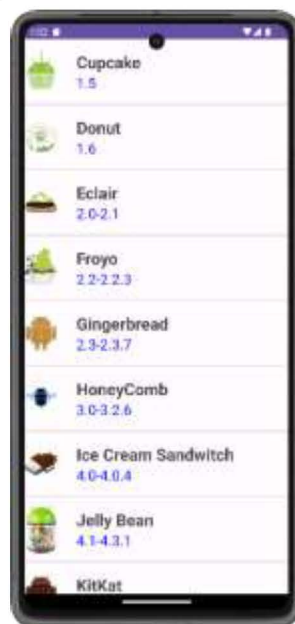 Cupcake
1.5
Donut
1.6
Eclair
2.0-2.1
Froyo
2.2-2.2.3
Gingerbread
2.3-2.3.7
HoneyComb
3.0-3.2.6
Ice Cream Sandwitch
4.0-4.0.4
Jelly Bean
4.1-4.3.1
KitKat